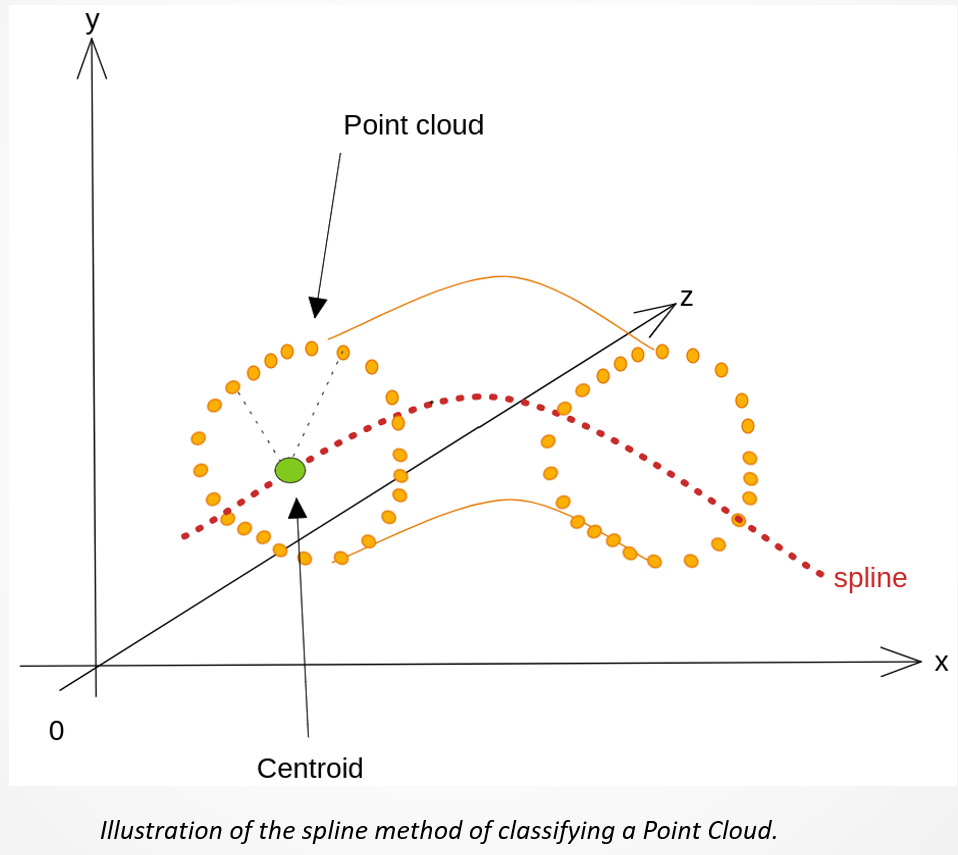 y
Point cloud
z
spline
x
0
Centroid
Illustration of the spline method of classifying a Point Cloud.